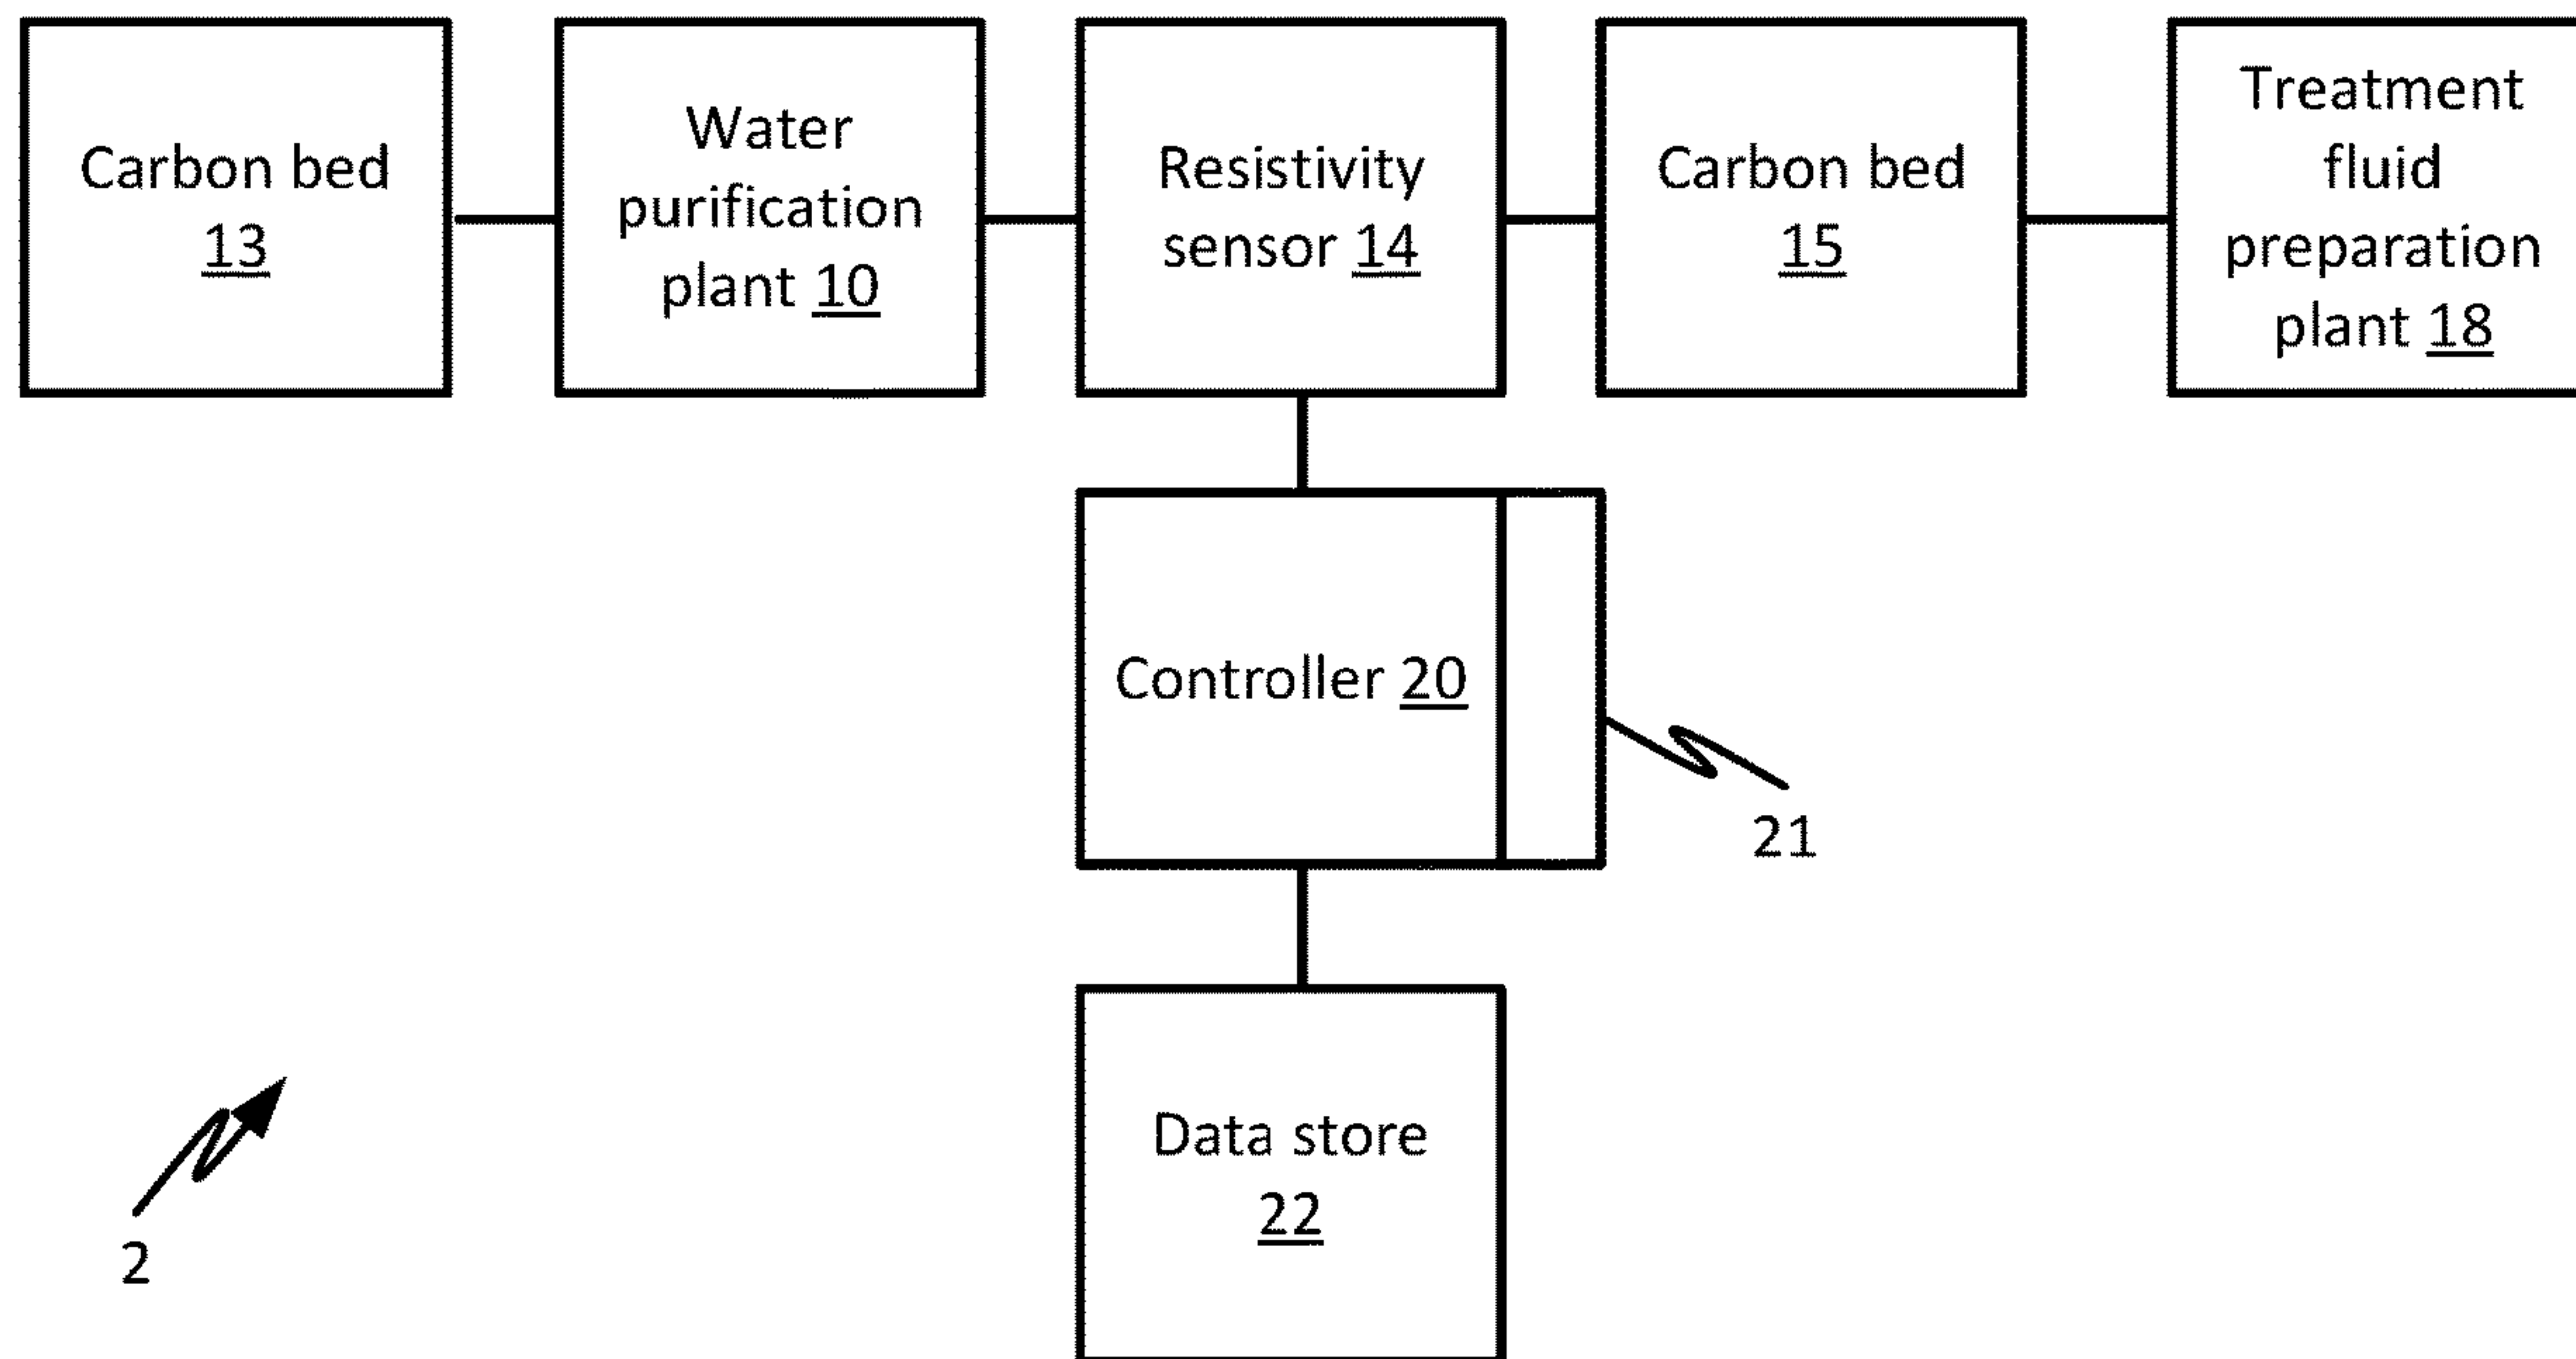 Carbon bed
13
Water
purification
plant 10
Resistivity
sensor 14
Carbon bed
15
Treatment
fluid
preparation
plant 18
Controller 20
21
Data store
22
2